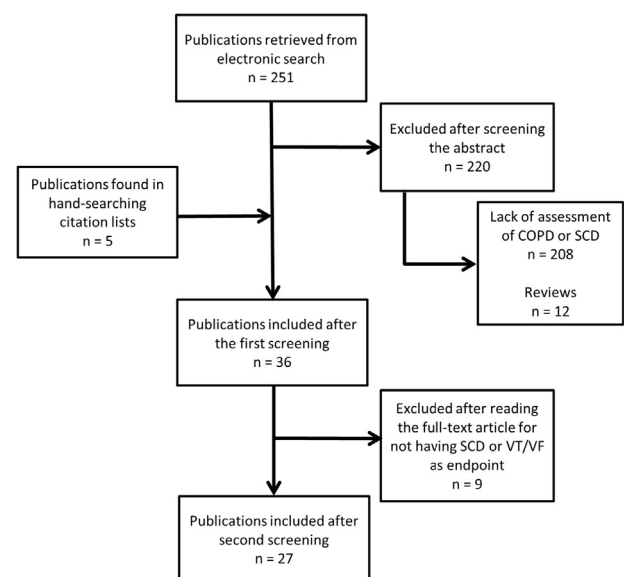 Publications retrieved from
electronic search
n = 251
Excluded after screening
the abstract
n = 220
Publications found in
hand-searching
citation lists
n = 5
Lack of assessment
of COPD or SCD
n = 208
Reviews
n = 12
Publications included after
the first screening
n = 36
Excluded after reading
the full-text article for
not having SCD or VT/VF
as endpoint
n = 9
Publications included after
second screening
n = 27